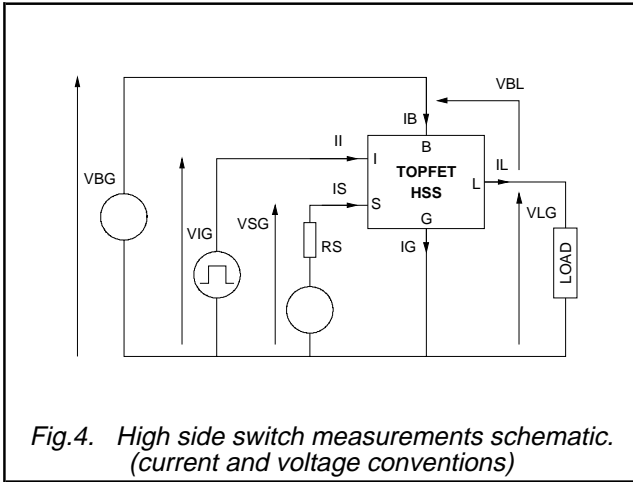 VBL
IB
B
II
I
TOPFET
HSS
IL
L
VBG
IS
S
VSG
VIG
G
VLG
RS
IG
LOAD
Fig.4. High side switch measurements schematic.
(current and voltage conventions)